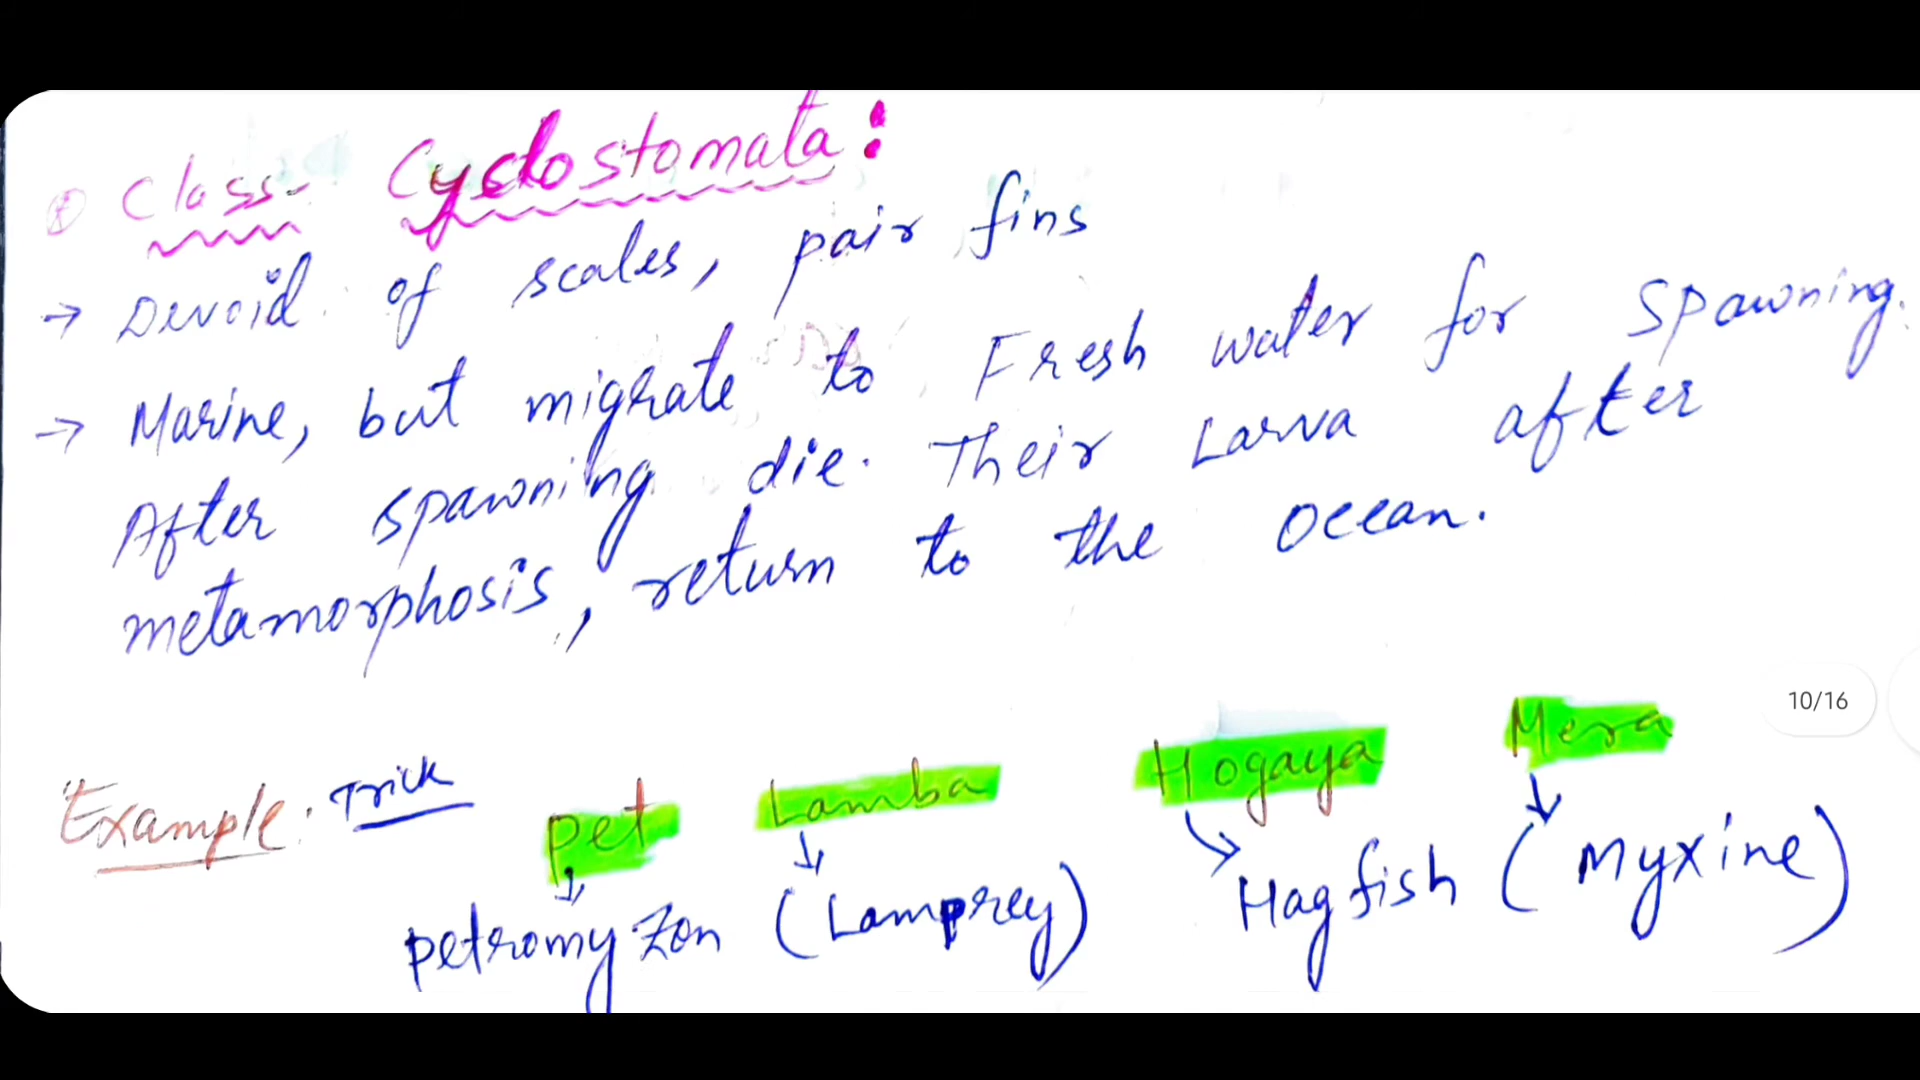 Class- Cyclostomata:
→ Devoid of scales, pair fins
→ Marine, but migrate to Fresh water for Spawning.
After spawning die. Their Larva after
metamorphosis, return to the Ocean.
10/16
Example: Trick Pet Lamba Hogaya Mera
Petromyzon (Lamprey) Hagfish (Myxine)